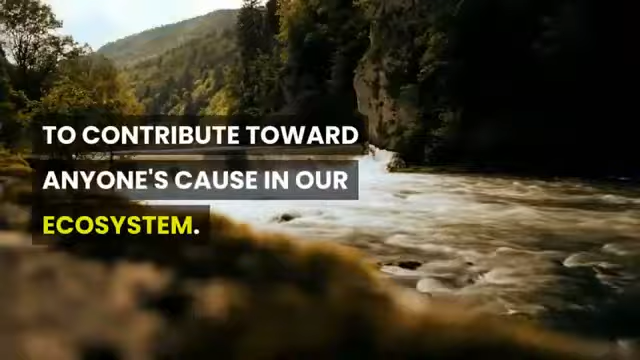 TO CONTRIBUTE TOWARD
ANYONE'S CAUSE IN OUR
ECOSYSTEM.